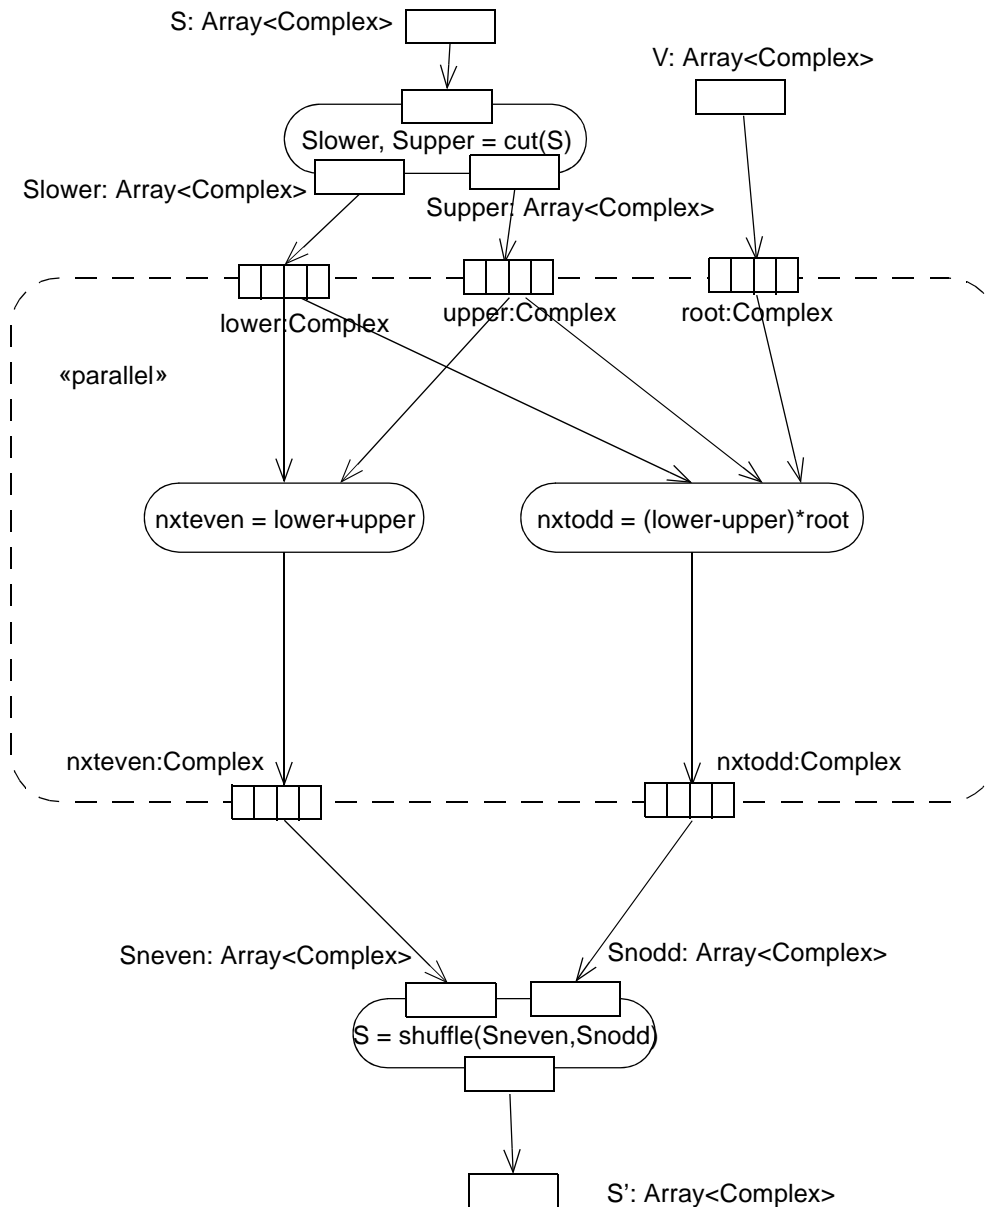 S: Array<Complex>
V: Array<Complex>
Slower, Supper = cut(S)
Slower: Array<Complex>
Supper: Array<Complex>
lower:Complex
upper:Complex
root:Complex
«parallel»
nxteven = lower+upper
nxtodd = (lower-upper)*root
nxteven:Complex
nxtodd:Complex
Sneven: Array<Complex>
Snodd: Array<Complex>
S = shuffle(Sneven,Snodd)
S': Array<Complex>